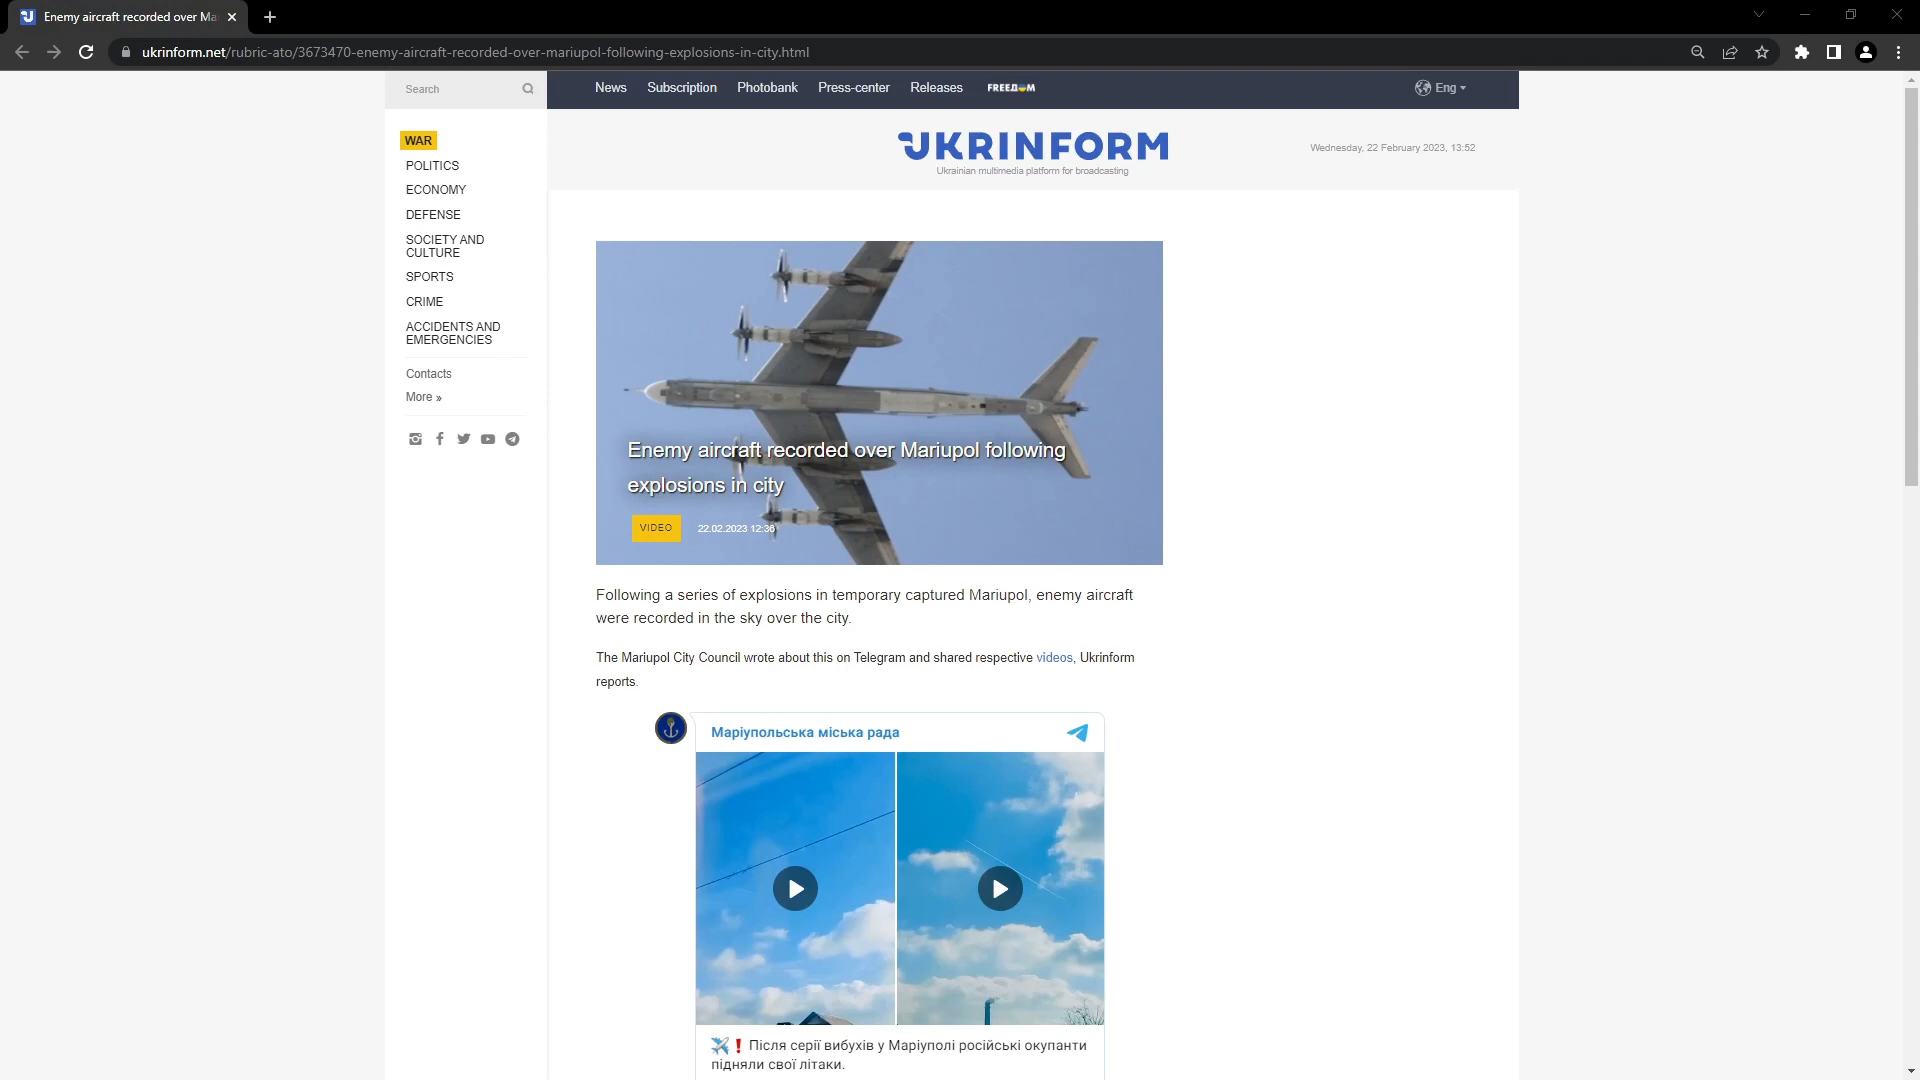 Enemy aircraft recorded over Ma
ukrinform.net/rubric-ato/3673470-enemy-aircraft-recorded-over-mariupol-following-explosions-in-city.html
Search
News Subscription Photobank Press-center Releases FREEДOM
Eng
WAR
POLITICS
ECONOMY
DEFENSE
SOCIETY AND
CULTURE
SPORTS
CRIME
ACCIDENTS AND
EMERGENCIES
Contacts
More »
UKRINFORM
Ukrainian multimedia platform for broadcasting
Wednesday, 22 February 2023, 13:52
Enemy aircraft recorded over Mariupol following
explosions in city
VIDEO 22.02.2023 12:36
Following a series of explosions in temporary captured Mariupol, enemy aircraft
were recorded in the sky over the city.
The Mariupol City Council wrote about this on Telegram and shared respective videos, Ukrinform
reports.
Маріупольська міська рада
✈️❗ Після серії вибухів у Маріуполі російські окупанти
підняли свої літаки.